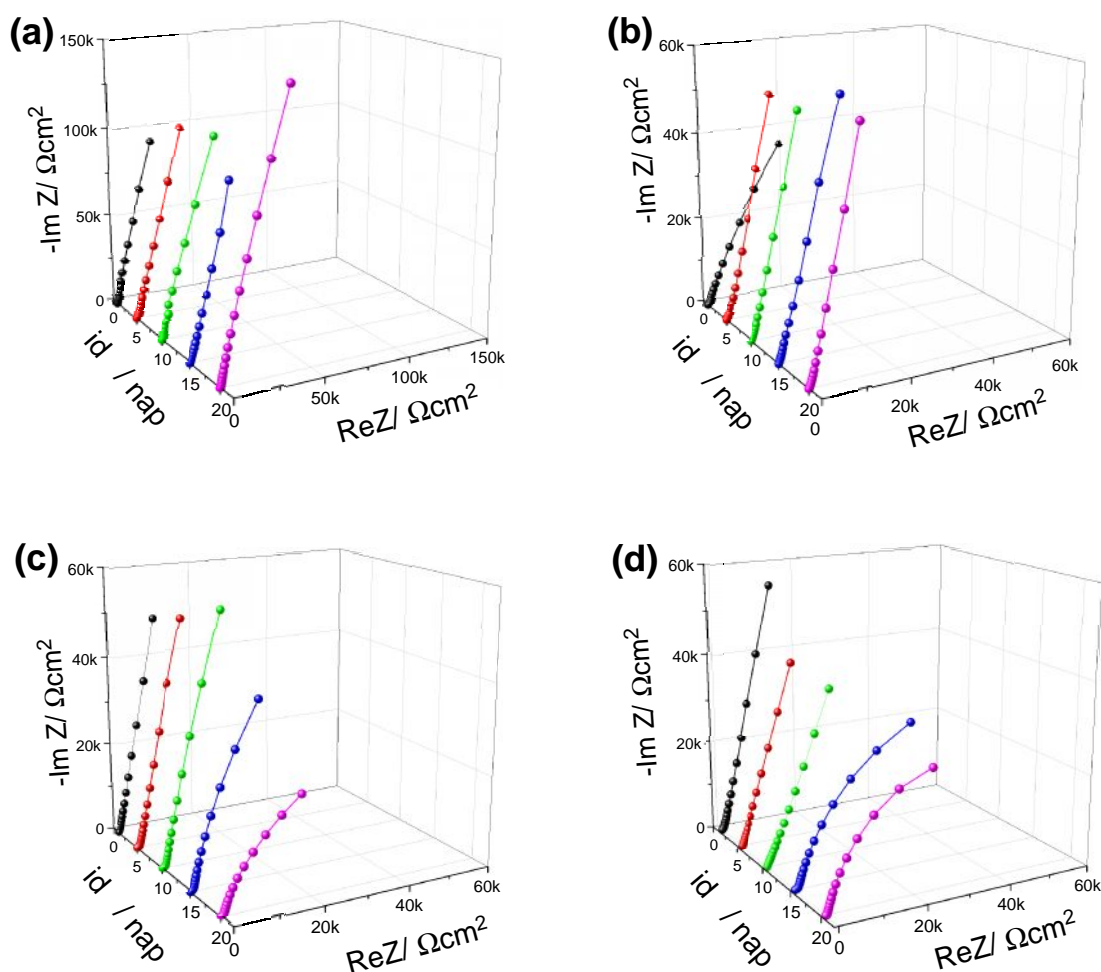 (a)
150k
100k
50k
0
-Im Z/ Ωcm²
0
5
10
15
20
id / nap
0
50k
100k
150k
ReZ/ Ωcm²
(b)
60k
40k
20k
0
-Im Z/ Ωcm²
0
5
10
15
20
id / nap
0
20k
40k
60k
ReZ/ Ωcm²
(c)
60k
40k
20k
0
-Im Z/ Ωcm²
0
5
10
15
20
id / nap
0
20k
40k
60k
ReZ/ Ωcm²
(d)
60k
40k
20k
0
-Im Z/ Ωcm²
0
5
10
15
20
id / nap
0
20k
40k
60k
ReZ/ Ωcm²